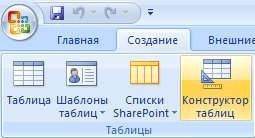 Главная Создание Внешние
Таблица Шаблоны таблиц Списки SharePoint Конструктор таблиц
Таблицы